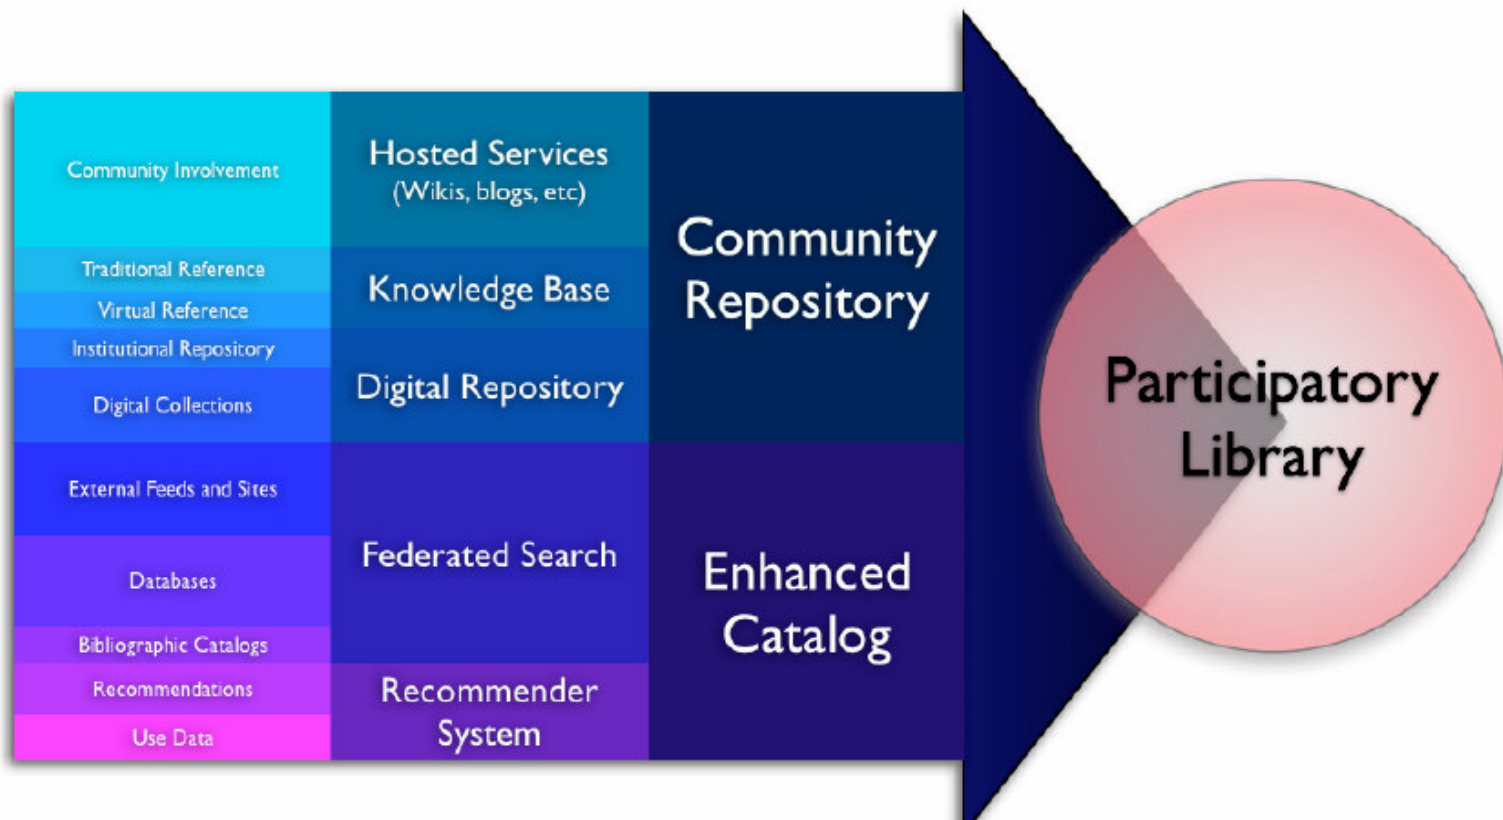 Community Involvement
Traditional Reference
Virtual Reference
Institutional Repository
Digital Collections
External Feeds and Sites
Databases
Bibliographic Catalogs
Recommendations
Use Data
Hosted Services
(Wikis, blogs, etc)
Knowledge Base
Digital Repository
Federated Search
Recommender
System
Community
Repository
Enhanced
Catalog
Participatory
Library